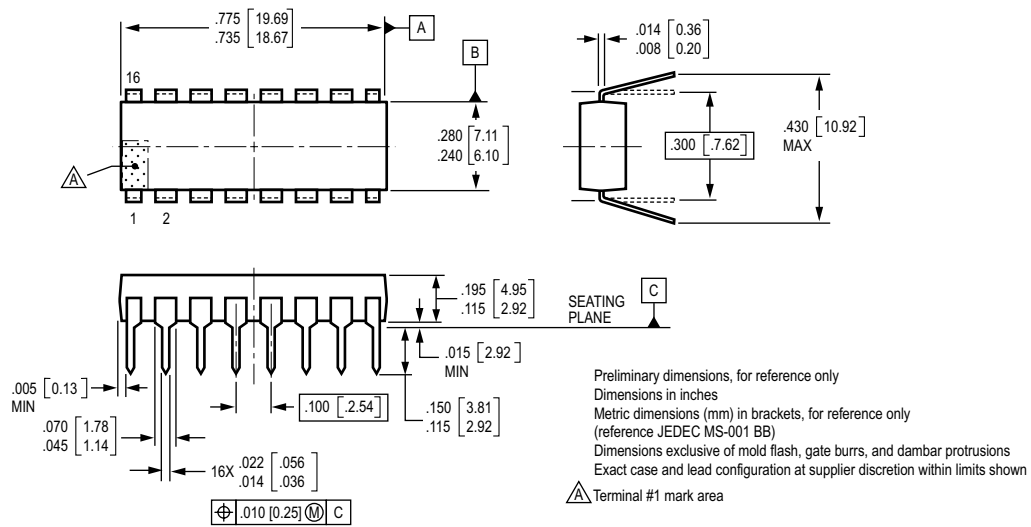 .775 [19.69]
.735 [18.67]
A
B
16
.280 [7.11]
.240 [6.10]
A
1 2
.014 [0.36]
.008 [0.20]
.300 [.7.62]
.430 [10.92]
MAX
.195 [4.95]
.115 [2.92]
SEATING
PLANE
C
.015 [2.92]
MIN
.005 [0.13]
MIN
.100 [.2.54]
.150 [3.81]
.115 [2.92]
.070 [1.78]
.045 [1.14]
16X .022 [.056]
.014 [.036]
⌖ .010 [0.25] Ⓜ C
Preliminary dimensions, for reference only
Dimensions in inches
Metric dimensions (mm) in brackets, for reference only
(reference JEDEC MS-001 BB)
Dimensions exclusive of mold flash, gate burrs, and dambar protrusions
Exact case and lead configuration at supplier discretion within limits shown
A Terminal #1 mark area